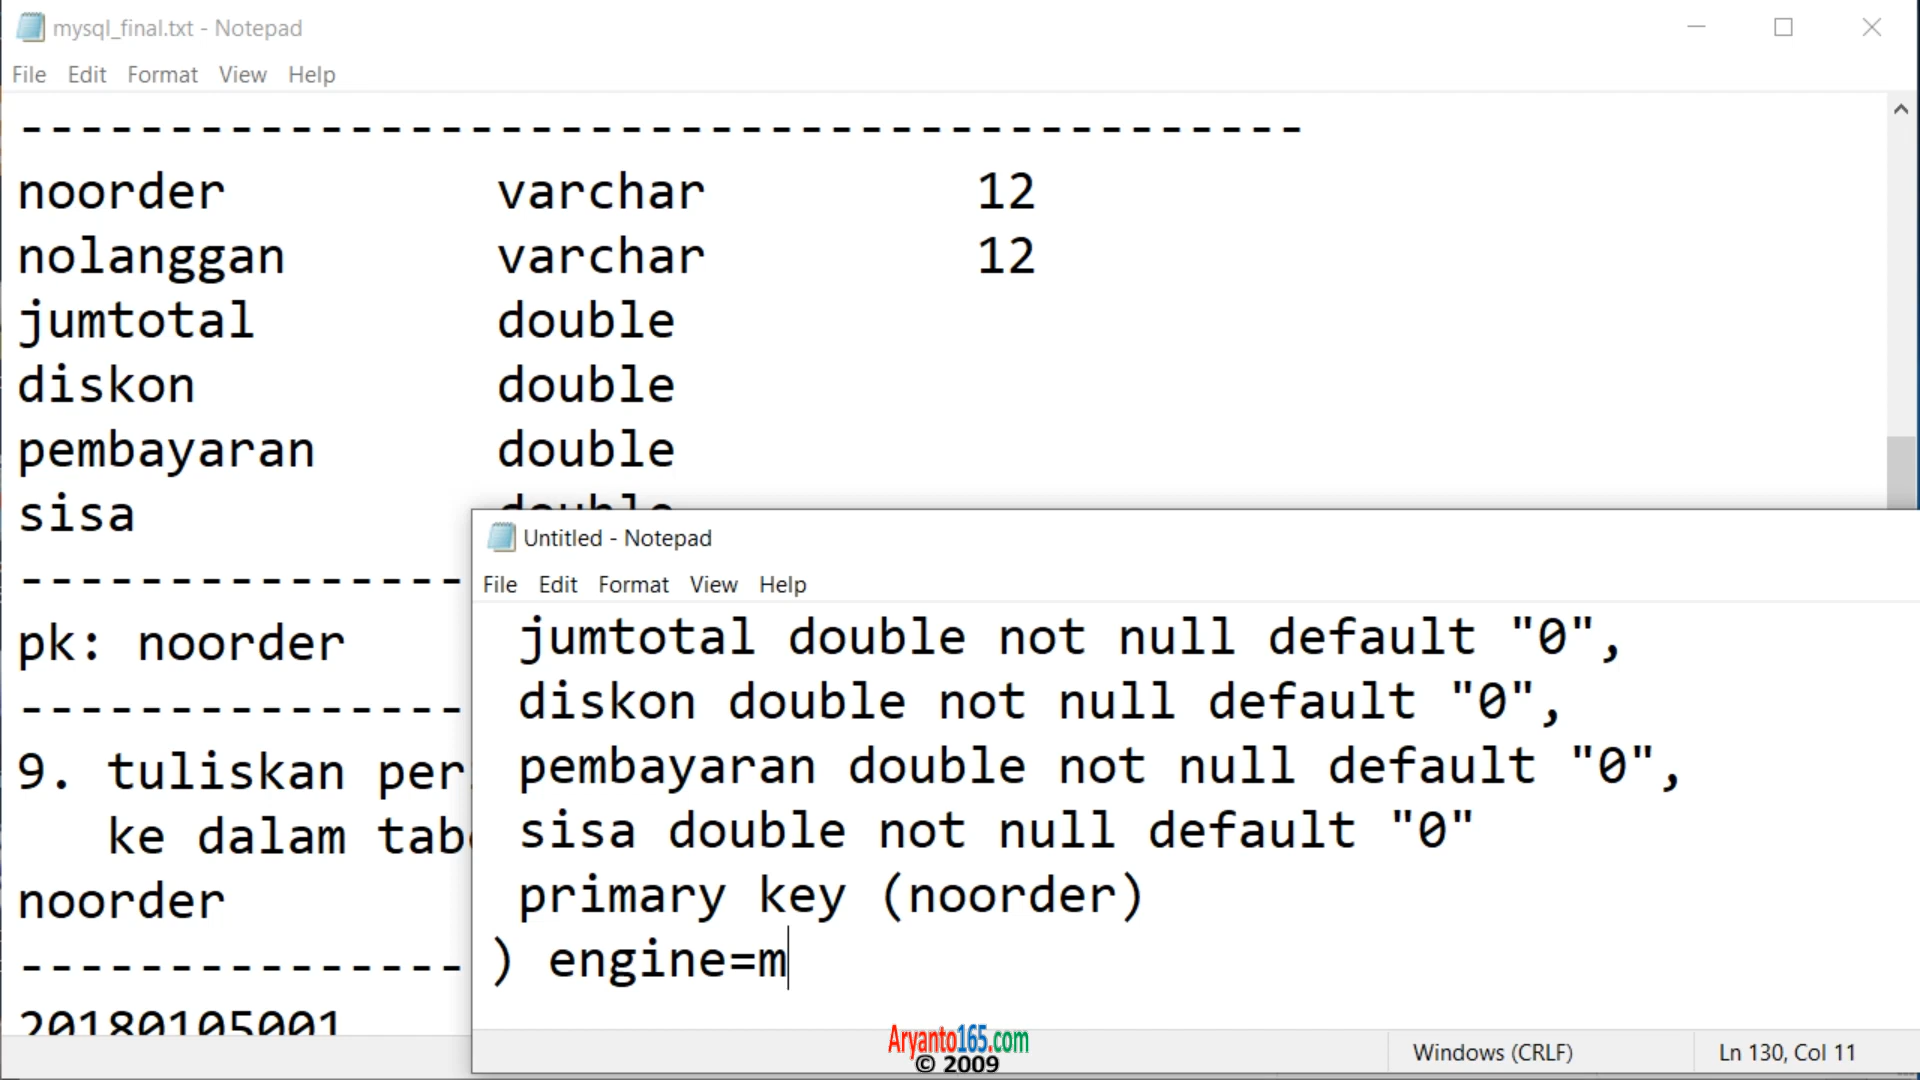 mysql_final.txt - Notepad
File Edit Format View Help
-------------------------------------------
noorder varchar 12
nolanggan varchar 12
jumtotal double
diskon double
pembayaran double
sisa double
---------------
pk: noorder
---------------
9. tuliskan per
ke dalam tab
noorder
---------------
20180105001
Untitled - Notepad
File Edit Format View Help
jumtotal double not null default "0",
diskon double not null default "0",
pembayaran double not null default "0",
sisa double not null default "0"
primary key (noorder)
) engine=m
Aryanto165.com
© 2009
Windows (CRLF)
Ln 130, Col 11